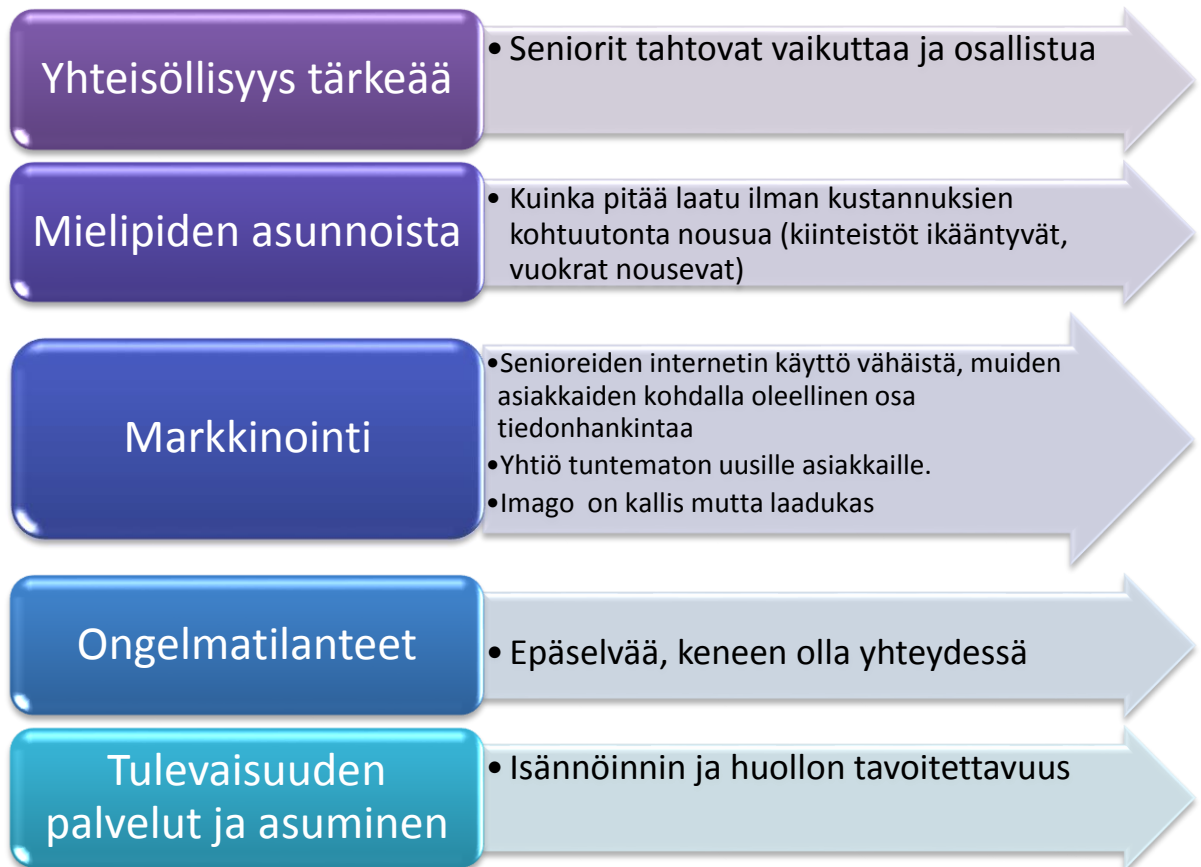 Yhteisöllisyys tärkeää
• Seniorit tahtovat vaikuttaa ja osallistua
Mielipiden asunnoista
• Kuinka pitää laatu ilman kustannuksien
kohtuutonta nousua (kiinteistöt ikääntyvät,
vuokrat nousevat)
Markkinointi
•Senioreiden internetin käyttö vähäistä, muiden
asiakkaiden kohdalla oleellinen osa
tiedonhankintaa
•Yhtiö tuntematon uusille asiakkaille.
•Imago on kallis mutta laadukas
Ongelmatilanteet
• Epäselvää, keneen olla yhteydessä
Tulevaisuuden
palvelut ja asuminen
• Isännöinnin ja huollon tavoitettavuus